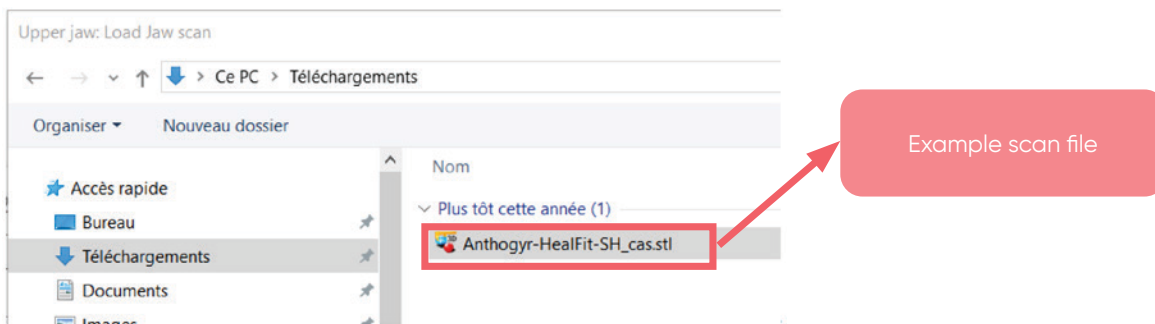 Upper jaw: Load Jaw scan
Ce PC > Téléchargements
Organiser Nouveau dossier
Nom
Accès rapide
Plus tôt cette année (1)
Bureau
Anthogyr-HealFit-SH_cas.stl
Téléchargements
Documents
Images
Example scan file